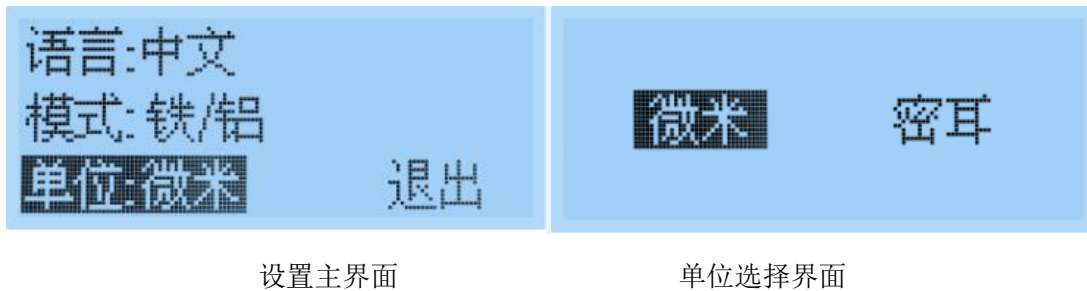 语言:中文
模式:铁/铝
单位:微米 退出
微米 密耳
设置主界面 单位选择界面